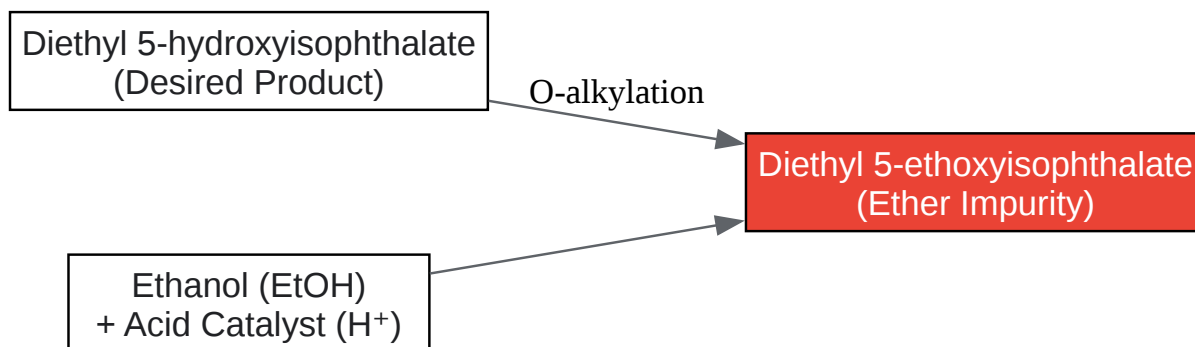 Diethyl 5-hydroxyisophthalate
(Desired Product)
O-alkylation
Diethyl 5-ethoxyisophthalate
(Ether Impurity)
Ethanol (EtOH)
+ Acid Catalyst (H⁺)